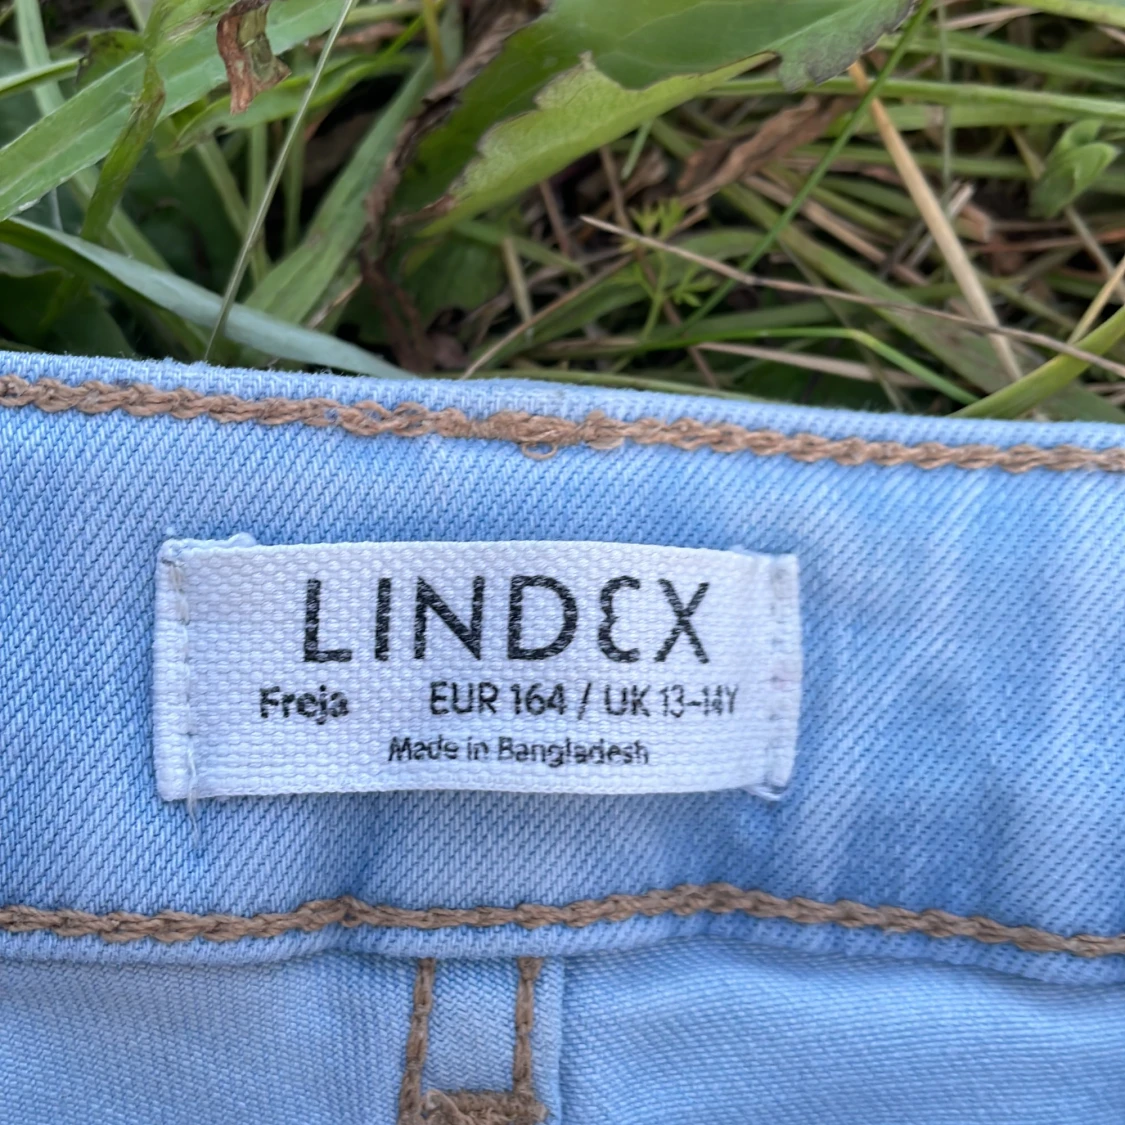 LINDEX
Freja EUR 164 / UK 13-14Y
Made in Bangladesh